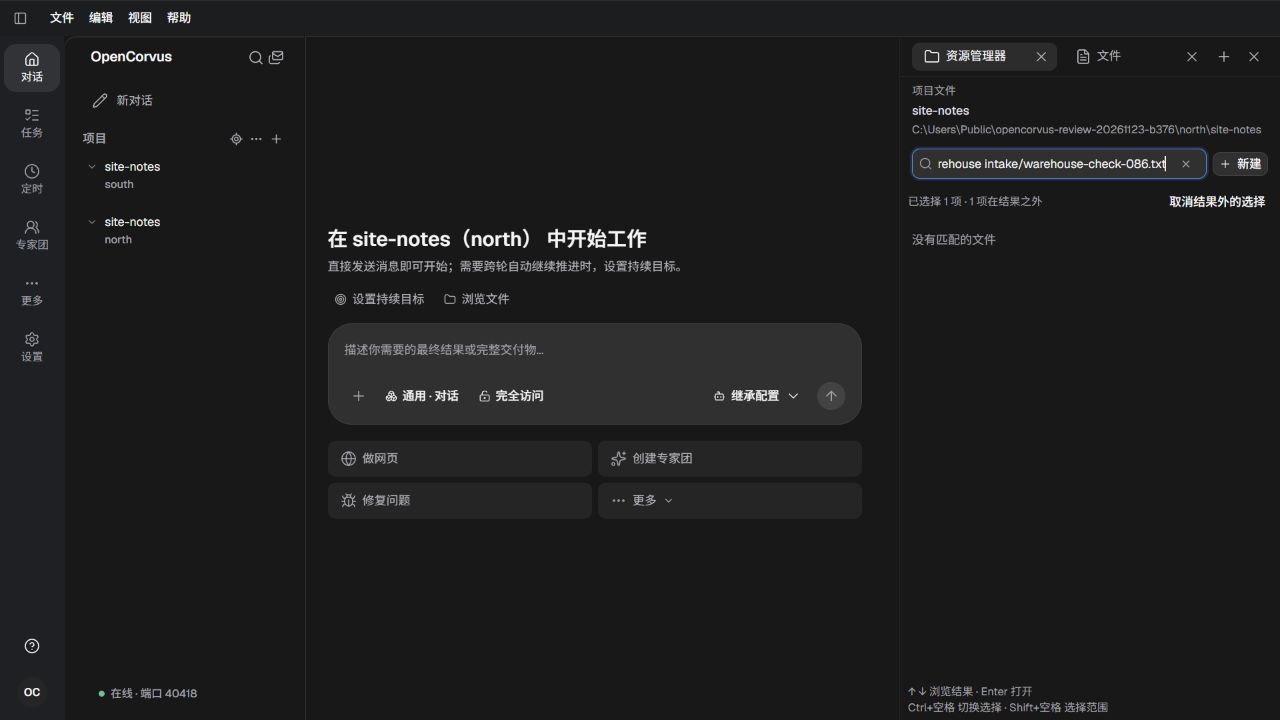 文件 编辑 视图 帮助
对话
任务
定时
专家团
更多
设置
OC
OpenCorvus
新对话
项目
site-notes
south
site-notes
north
在线 · 端口 40418
在 site-notes（north） 中开始工作
直接发送消息即可开始；需要跨轮自动继续推进时，设置持续目标。
设置持续目标 浏览文件
描述你需要的最终结果或完整交付物...
通用 · 对话 完全访问 继承配置
做网页 创建专家团
修复问题 更多
资源管理器 文件
项目文件
site-notes
C:\Users\Public\opencorvus-review-20261123-b376\north\site-notes
rehouse intake/warehouse-check-086.txt 新建
已选择 1 项 · 1 项在结果之外 取消结果外的选择
没有匹配的文件
↑↓ 浏览结果 · Enter 打开
Ctrl+空格 切换选择 · Shift+空格 选择范围